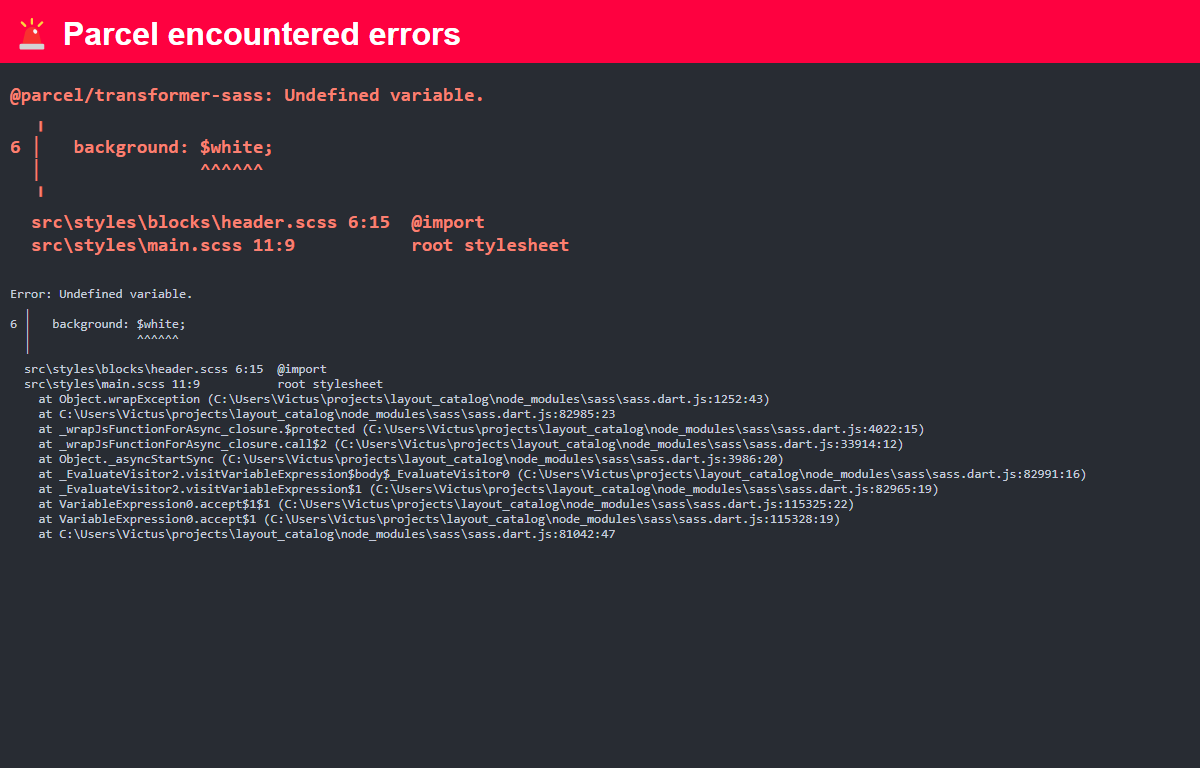 🚨 Parcel encountered errors
@parcel/transformer-sass: Undefined variable.
╷
6 │   background: $white;
│               ^^^^^^
╵
src\styles\blocks\header.scss 6:15  @import
src\styles\main.scss 11:9           root stylesheet
Error: Undefined variable.
6 │   background: $white;
│               ^^^^^^
src\styles\blocks\header.scss 6:15  @import
src\styles\main.scss 11:9           root stylesheet
at Object.wrapException (C:\Users\Victus\projects\layout_catalog\node_modules\sass\sass.dart.js:1252:43)
at C:\Users\Victus\projects\layout_catalog\node_modules\sass\sass.dart.js:82985:23
at _wrapJsFunctionForAsync_closure.$protected (C:\Users\Victus\projects\layout_catalog\node_modules\sass\sass.dart.js:4022:15)
at _wrapJsFunctionForAsync_closure.call$2 (C:\Users\Victus\projects\layout_catalog\node_modules\sass\sass.dart.js:33914:12)
at Object._asyncStartSync (C:\Users\Victus\projects\layout_catalog\node_modules\sass\sass.dart.js:3986:20)
at _EvaluateVisitor2.visitVariableExpression$body$_EvaluateVisitor0 (C:\Users\Victus\projects\layout_catalog\node_modules\sass\sass.dart.js:82991:16)
at _EvaluateVisitor2.visitVariableExpression$1 (C:\Users\Victus\projects\layout_catalog\node_modules\sass\sass.dart.js:82965:19)
at VariableExpression0.accept$1$1 (C:\Users\Victus\projects\layout_catalog\node_modules\sass\sass.dart.js:115325:22)
at VariableExpression0.accept$1 (C:\Users\Victus\projects\layout_catalog\node_modules\sass\sass.dart.js:115328:19)
at C:\Users\Victus\projects\layout_catalog\node_modules\sass\sass.dart.js:81042:47